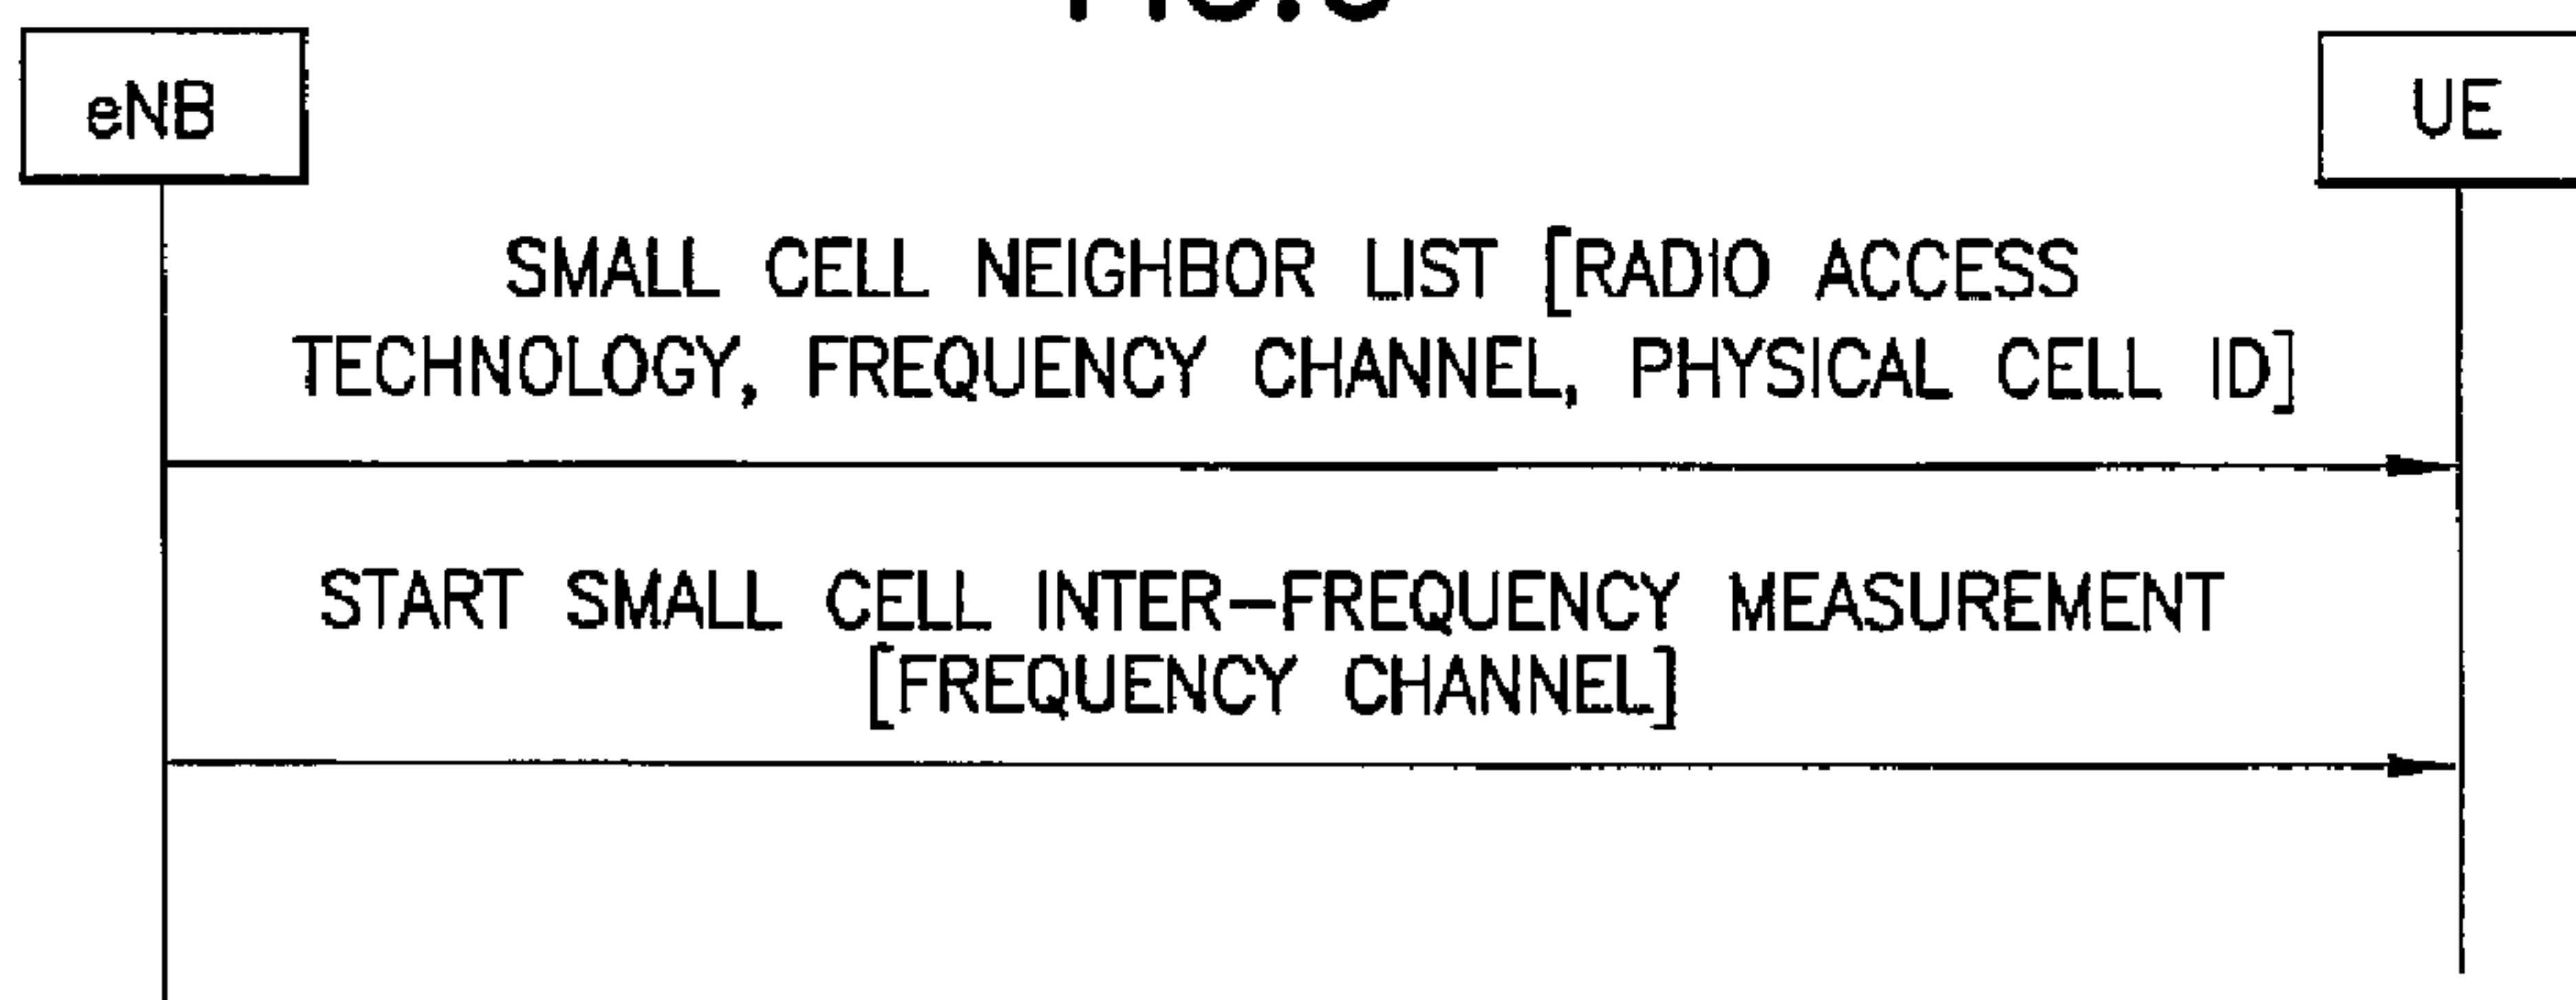 eNB
UE
SMALL CELL NEIGHBOR LIST [RADIO ACCESS
TECHNOLOGY, FREQUENCY CHANNEL, PHYSICAL CELL ID]
START SMALL CELL INTER-FREQUENCY MEASUREMENT
[FREQUENCY CHANNEL]